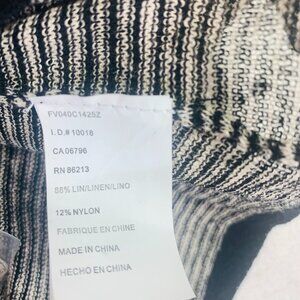 FV040C1425Z
I.D.# 10018
CA 06796
RN 86213
88% LIN/LINEN/LINO
12% NYLON
FABRIQUE EN CHINE
MADE IN CHINA
HECHO EN CHINA